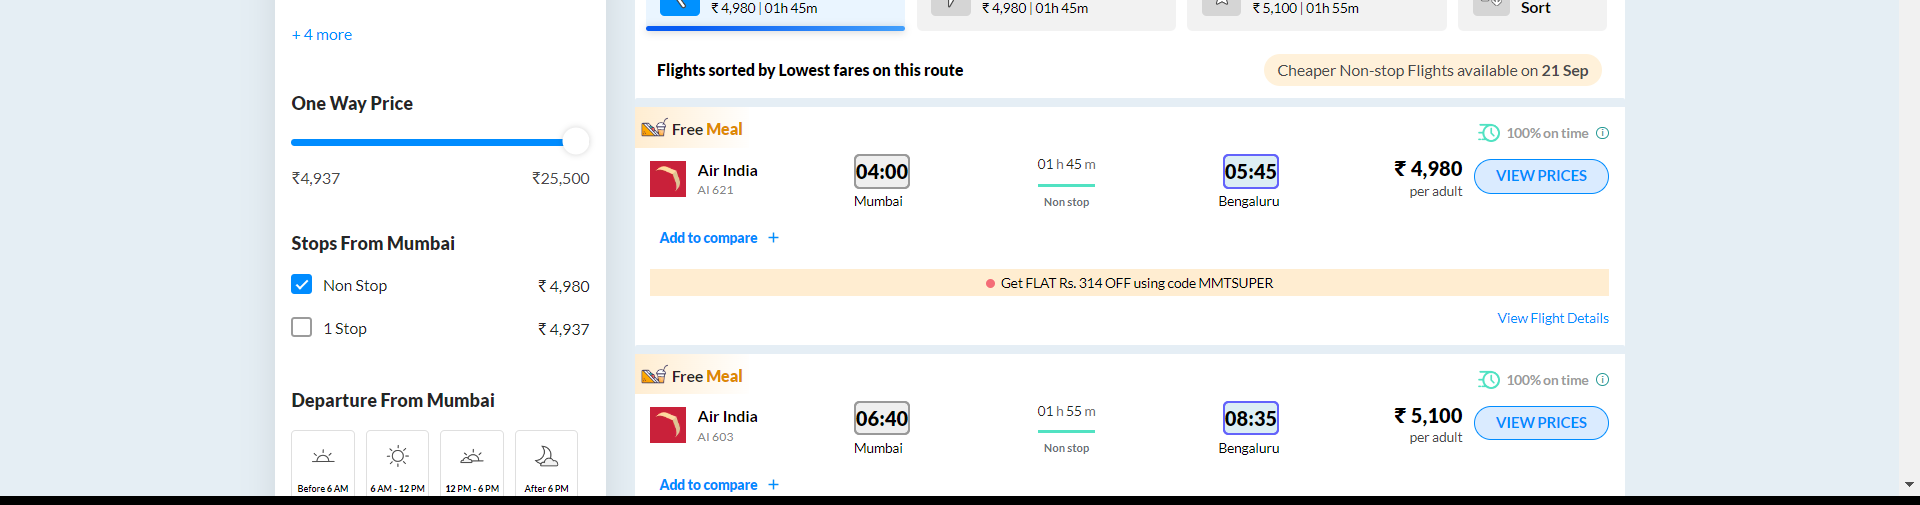 ₹ 4,980 | 01h 45m
₹ 4,980 | 01h 45m
₹ 5,100 | 01h 55m
Sort
+ 4 more
One Way Price
₹4,937
₹25,500
Stops From Mumbai
Non Stop
₹ 4,980
1 Stop
₹ 4,937
Departure From Mumbai
Before 6 AM
6 AM - 12 PM
12 PM - 6 PM
After 6 PM
Flights sorted by Lowest fares on this route
Cheaper Non-stop Flights available on 21 Sep
Free Meal
100% on time
Air India
AI 621
04:00
Mumbai
01 h 45 m
Non stop
05:45
Bengaluru
₹ 4,980
per adult
VIEW PRICES
Add to compare +
Get FLAT Rs. 314 OFF using code MMTSUPER
View Flight Details
Free Meal
100% on time
Air India
AI 603
06:40
Mumbai
01 h 55 m
Non stop
08:35
Bengaluru
₹ 5,100
per adult
VIEW PRICES
Add to compare +